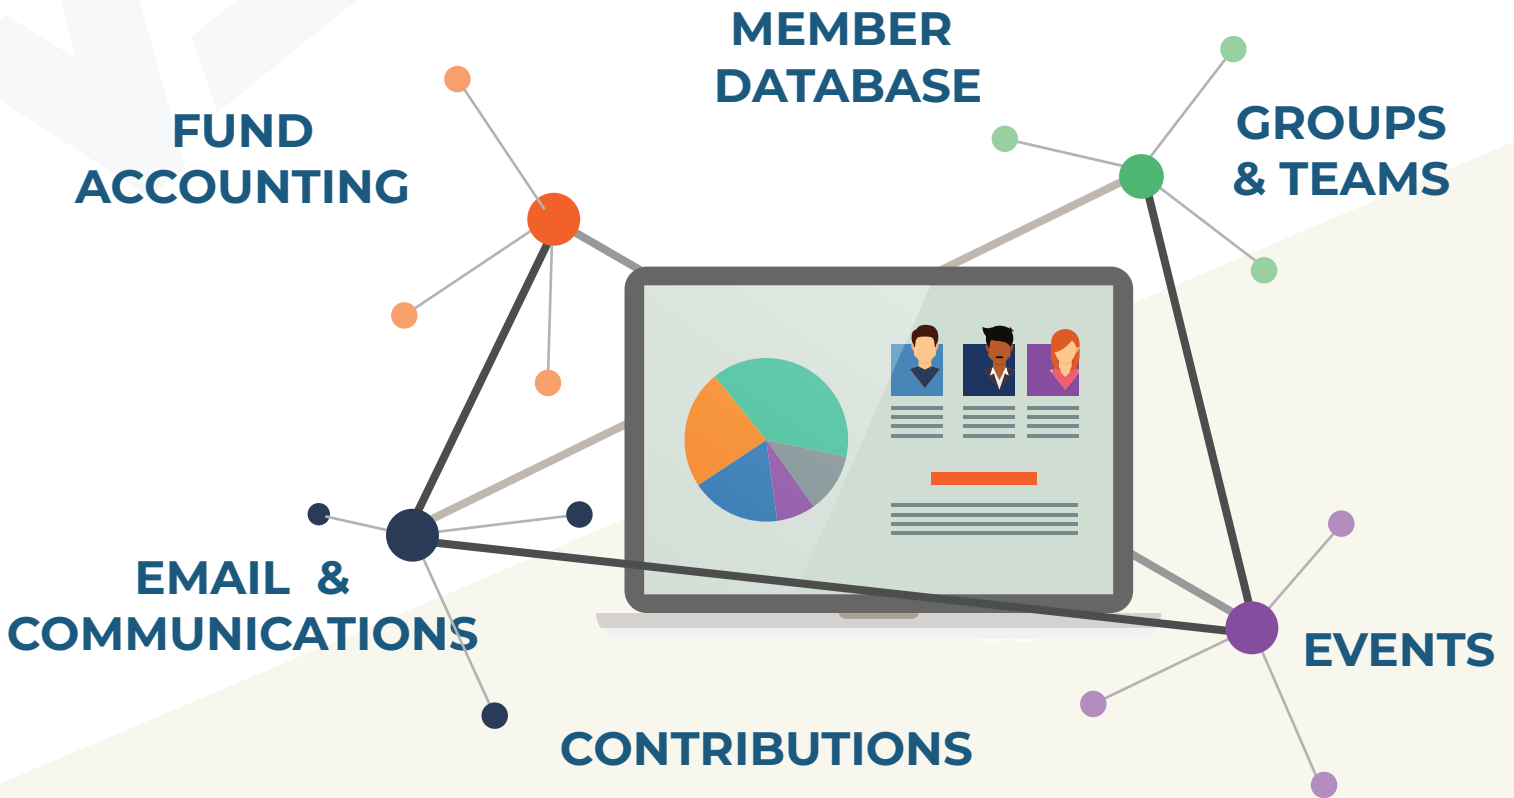 MEMBER
DATABASE
FUND
ACCOUNTING
GROUPS
& TEAMS
EMAIL &
COMMUNICATIONS
EVENTS
CONTRIBUTIONS